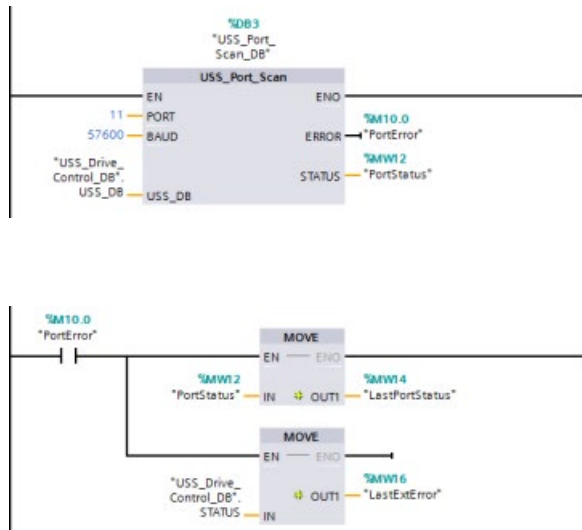 %DB3
"USS_Port_
Scan_DB"
USS_Port_Scan
EN ENO
11 PORT
57600 BAUD
%M10.0
ERROR "PortError"
%MW12
STATUS "PortStatus"
"USS_Drive_
Control_DB".
USS_DB USS_DB
%M10.0
"PortError"
MOVE
EN ENO
%MW12
"PortStatus" IN
%MW14
OUT1 "LastPortStatus"
MOVE
EN ENO
%MW16
OUT1 "LastExtError"
"USS_Drive_
Control_DB".
STATUS IN